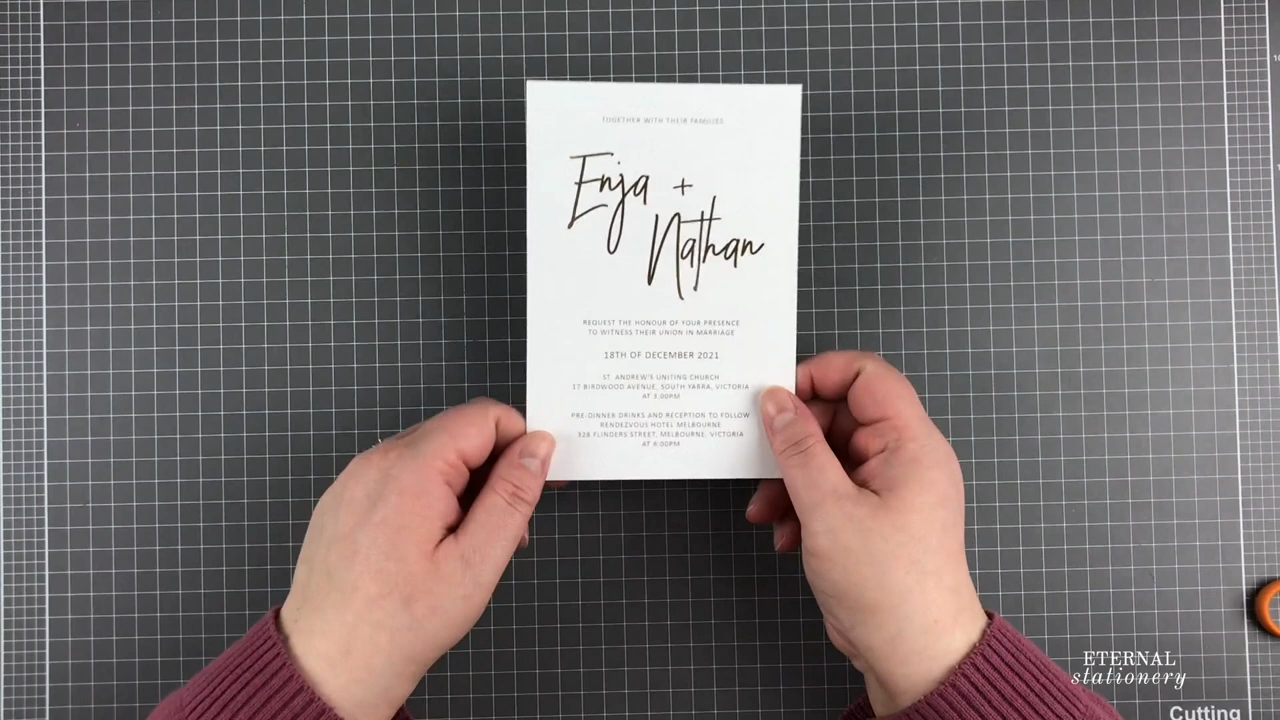 TOGETHER WITH THEIR FAMILIES
Enja +
Nathan
REQUEST THE HONOUR OF YOUR PRESENCE
TO WITNESS THEIR UNION IN MARRIAGE
18TH OF DECEMBER 2021
ST. ANDREW'S UNITING CHURCH
17 BIRDWOOD AVENUE, SOUTH YARRA, VICTORIA
AT 3:00PM
PRE-DINNER DRINKS AND RECEPTION TO FOLLOW
RENDEZVOUS HOTEL MELBOURNE
328 FLINGERS STREET, MELBOURNE, VICTORIA
AT 6:00PM
ETERNAL
stationery
Cutting